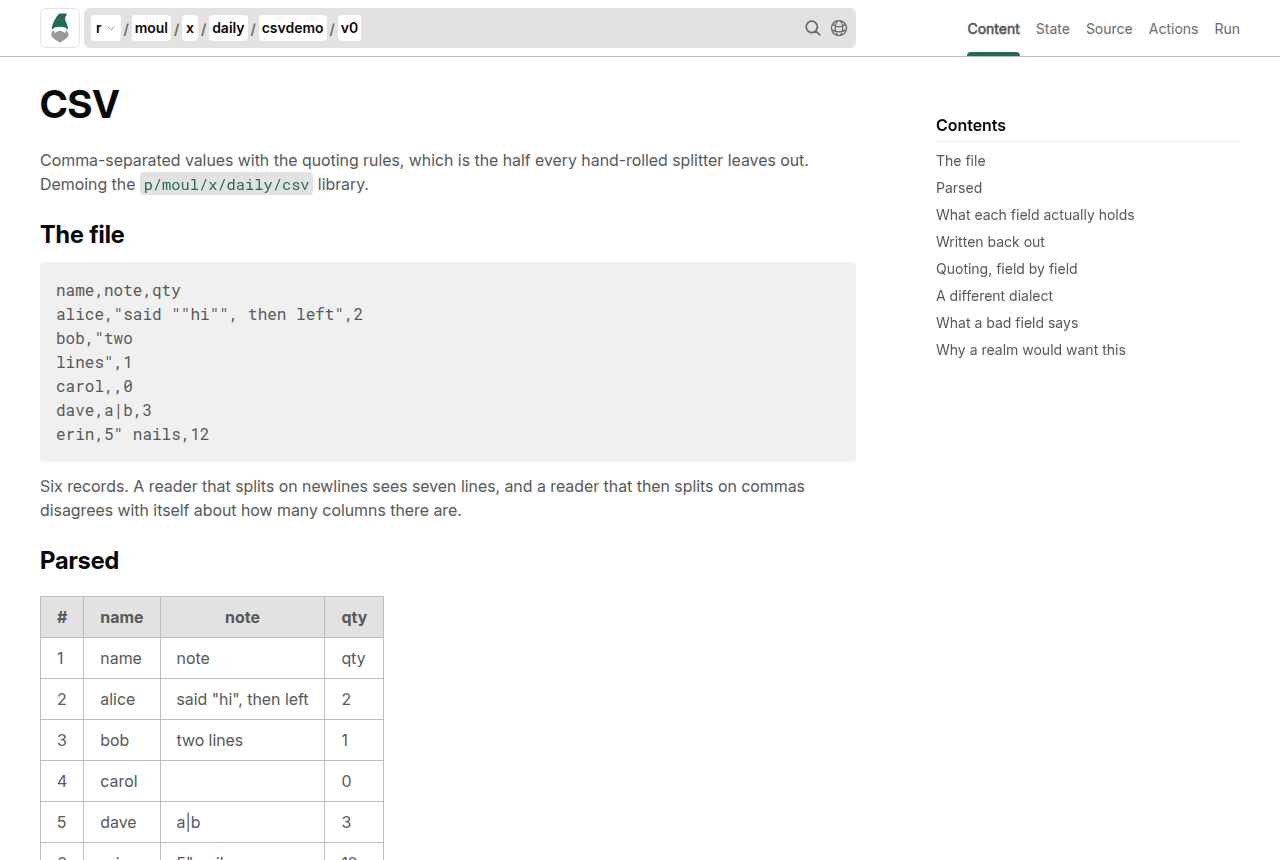 r / moul / x / daily / csvdemo / v0
Content State Source Actions Run
CSV
Comma-separated values with the quoting rules, which is the half every hand-rolled splitter leaves out.
Demoing the p/moul/x/daily/csv library.
The file
name,note,qty
alice,"said ""hi"", then left",2
bob,"two
lines",1
carol,,0
dave,a|b,3
erin,5" nails,12
Six records. A reader that splits on newlines sees seven lines, and a reader that then splits on commas
disagrees with itself about how many columns there are.
Parsed
# name note qty
1 name note qty
2 alice said "hi", then left 2
3 bob two lines 1
4 carol 0
5 dave a|b 3
Contents
The file
Parsed
What each field actually holds
Written back out
Quoting, field by field
A different dialect
What a bad field says
Why a realm would want this